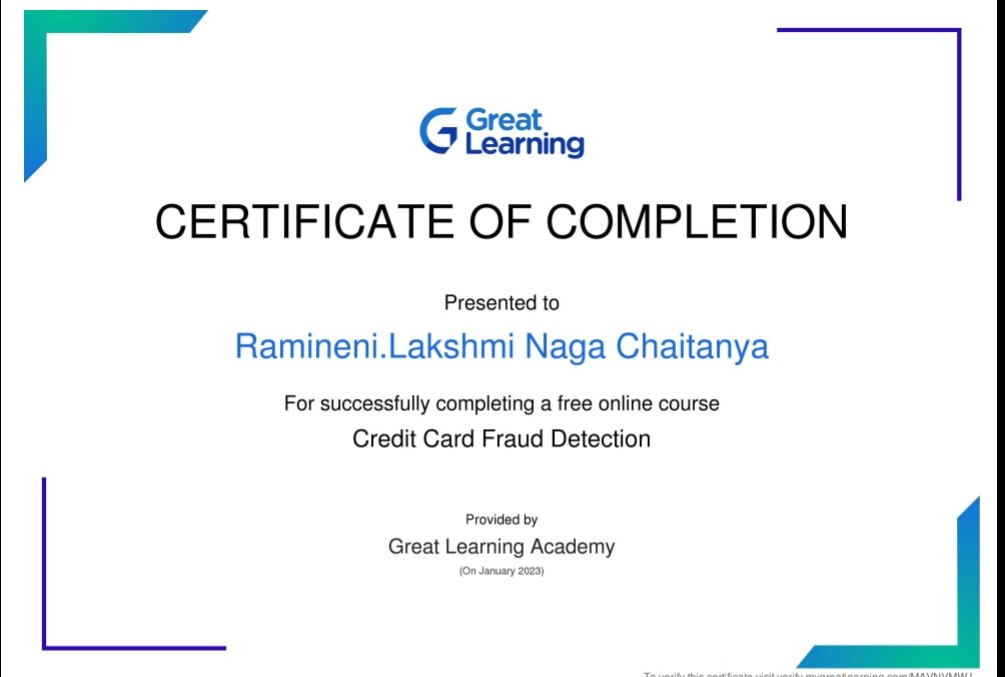 Great
Learning
CERTIFICATE OF COMPLETION
Presented to
Ramineni.Lakshmi Naga Chaitanya
For successfully completing a free online course
Credit Card Fraud Detection
Provided by
Great Learning Academy
(On January 2023)
To verify this certificate visit verify.mygreatlearning.com/